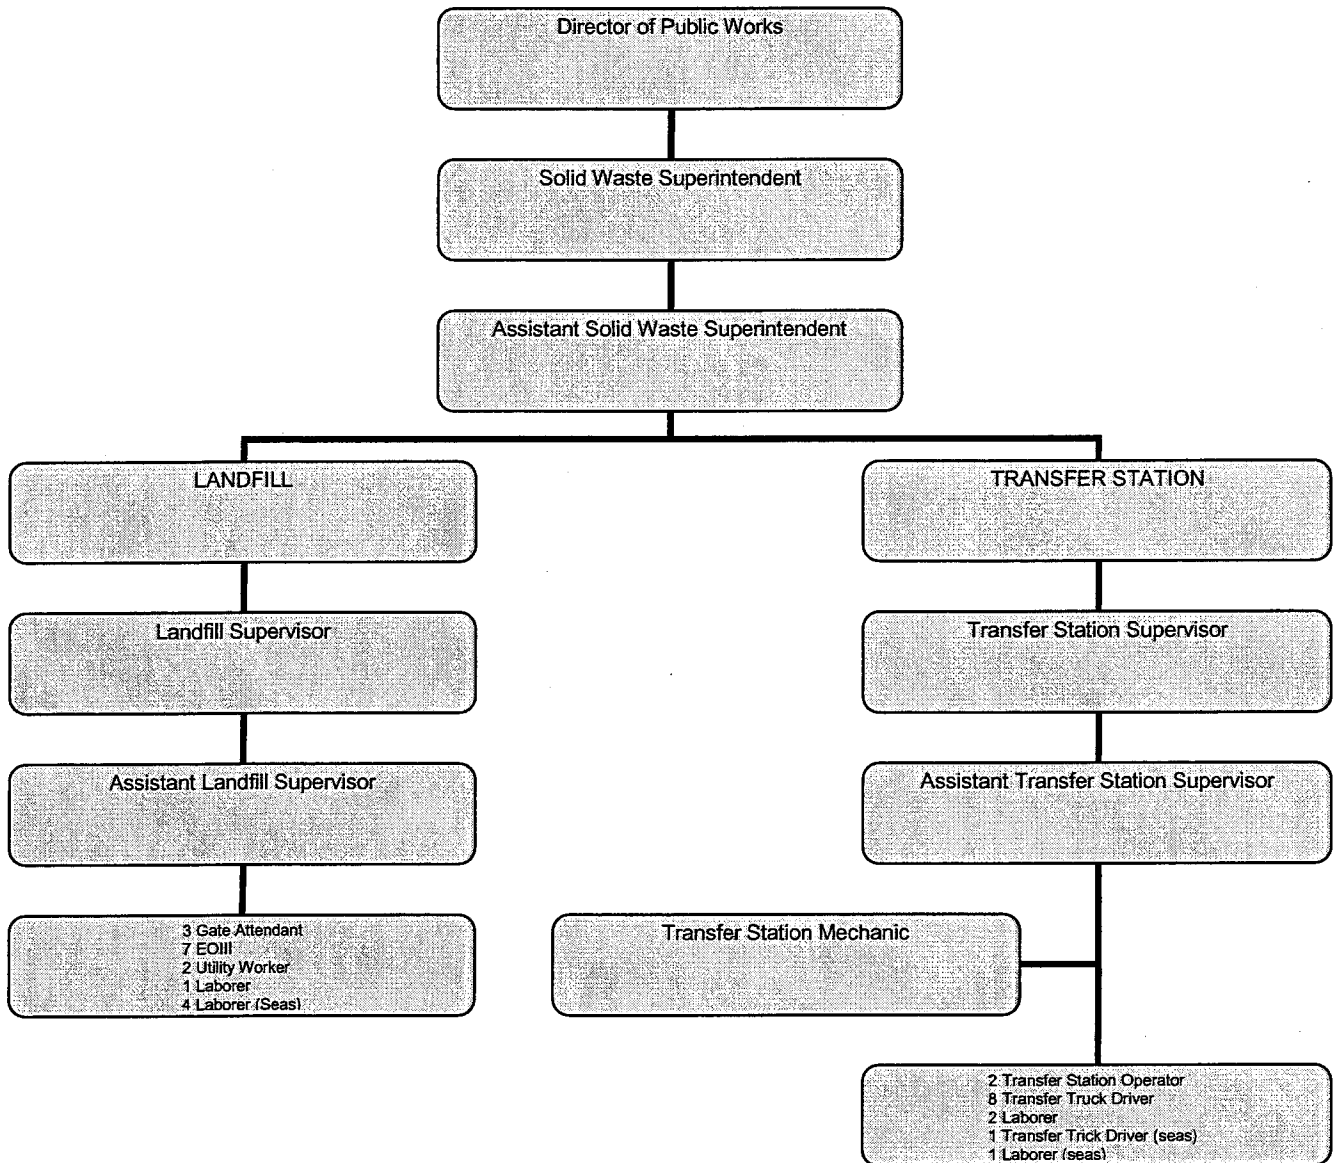 Director of Public Works
Solid Waste Superintendent
Assistant Solid Waste Superintendent
LANDFILL
TRANSFER STATION
Landfill Supervisor
Transfer Station Supervisor
Assistant Landfill Supervisor
Assistant Transfer Station Supervisor
3 Gate Attendant
7 EOIII
2 Utility Worker
1 Laborer
4 Laborer (Seas)
Transfer Station Mechanic
2 Transfer Station Operator
8 Transfer Truck Driver
2 Laborer
1 Transfer Trick Driver (seas)
1 Laborer (seas)